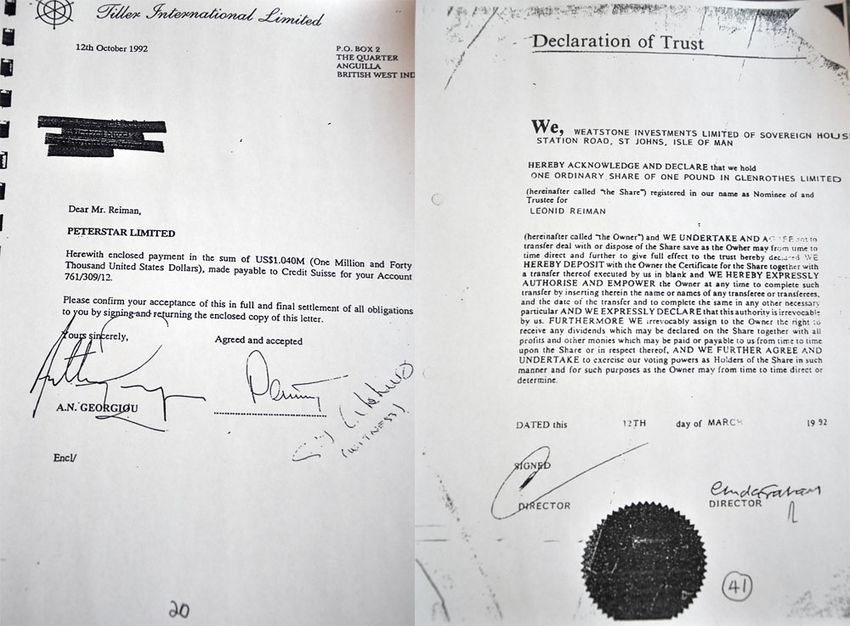 Tiller International Limited
12th October 1992
P.O. BOX 2
THE QUARTER
ANGUILLA
BRITISH WEST IND
Dear Mr. Reiman,
PETERSTAR LIMITED
Herewith enclosed payment in the sum of US$1.040M (One Million and Forty
Thousand United States Dollars), made payable to Credit Suisse for your Account
761/309/12.
Please confirm your acceptance of this in full and final settlement of all obligations
to you by signing and returning the enclosed copy of this letter.
Yours sincerely,
Agreed and accepted
A.N. GEORGIOU
(WITNESS)
Encl/
20
Declaration of Trust
We, WEATSTONE INVESTMENTS LIMITED OF SOVEREIGN HOUS
STATION ROAD, ST JOHNS, ISLE OF MAN
HEREBY ACKNOWLEDGE AND DECLARE that we hold
ONE ORDINARY SHARE OF ONE POUND IN GLENROTHES LIMITED
(hereinafter called "the Share") registered in our name as Nominee of and
Trustee for
LEONID REIMAN
(hereinafter called "the Owner") and WE UNDERTAKE AND AGREE not to
transfer deal with or dispose of the Share save as the Owner may from time to
time direct and further to give full effect to the trust hereby declared WE
HEREBY DEPOSIT with the Owner the Certificate for the Share together with
a transfer thereof executed by us in blank and WE HEREBY EXPRESSLY
AUTHORISE AND EMPOWER the Owner at any time to complete such
transfer by inserting therein the name or names of any transferee or transferees,
and the date of the transfer and to complete the same in any other necessary
particular AND WE EXPRESSLY DECLARE that this authority is irrevocable
by us. FURTHERMORE WE irrevocably assign to the Owner the right to
receive any dividends which may be declared on the Share together with all
profits and other monies which may be paid or payable to us from time to time
upon the Share or in respect thereof, AND WE FURTHER AGREE AND
UNDERTAKE to exercise our voting powers as Holders of the Share in such
manner and for such purposes as the Owner may from time to time direct or
determine.
DATED this 12TH day of MARCH 1992
SIGNED
DIRECTOR
DIRECTOR
41